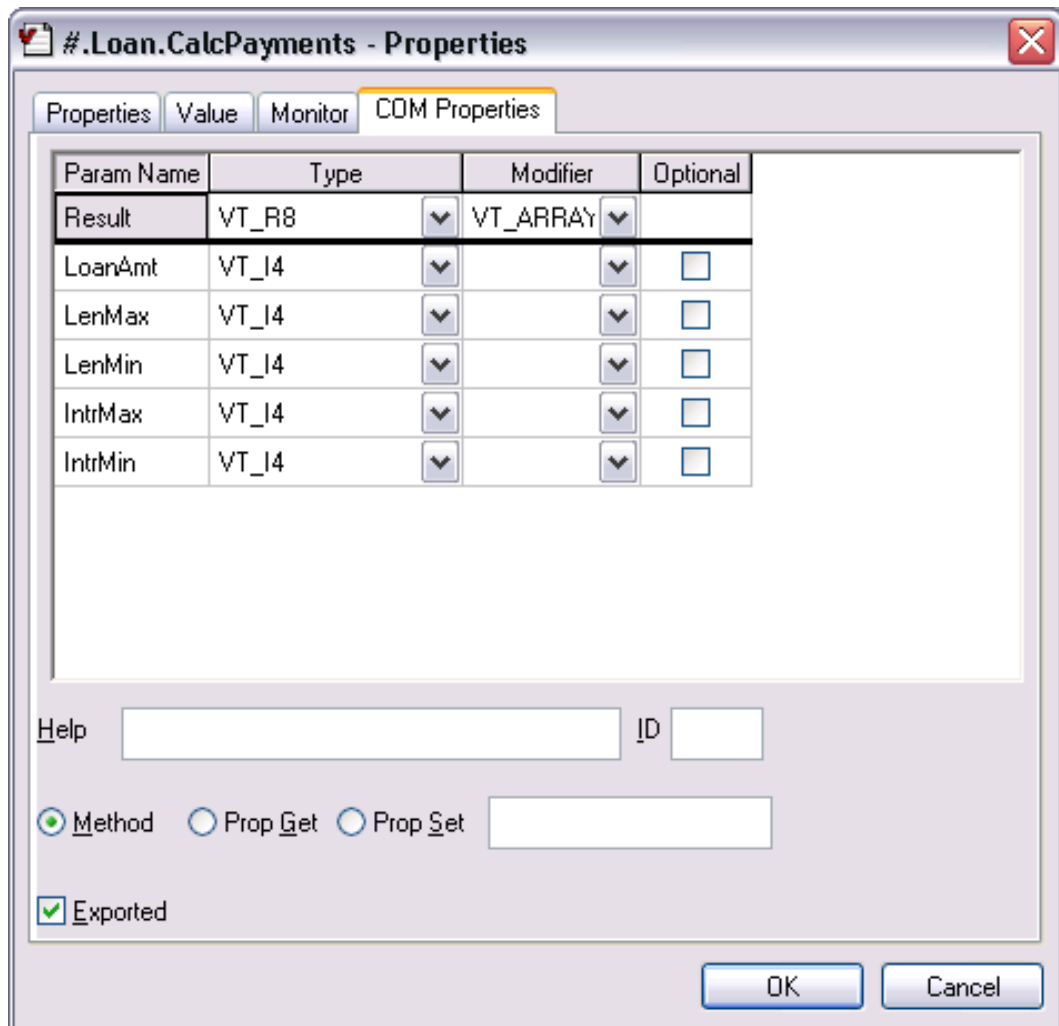 #.Loan.CalcPayments - Properties
Properties Value Monitor COM Properties
Param Name Type Modifier Optional
Result VT_R8 VT_ARRAY
LoanAmt VT_I4
LenMax VT_I4
LenMin VT_I4
IntrMax VT_I4
IntrMin VT_I4
Help ID
Method Prop Get Prop Set
Exported
OK Cancel